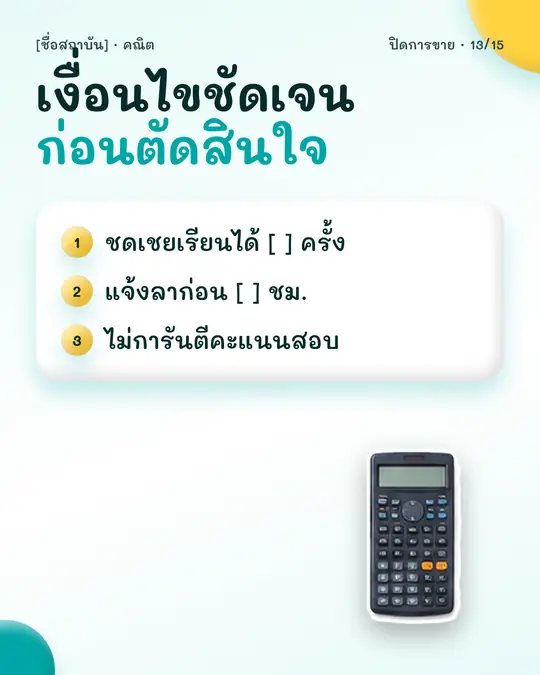 [ชื่อสถาบัน] · คณิต
ปิดการขาย · 13/15
เงื่อนไขชัดเจน
ก่อนตัดสินใจ
1 ชดเชยเรียนได้ [ ] ครั้ง
2 แจ้งลาก่อน [ ] ชม.
3 ไม่การันตีคะแนนสอบ